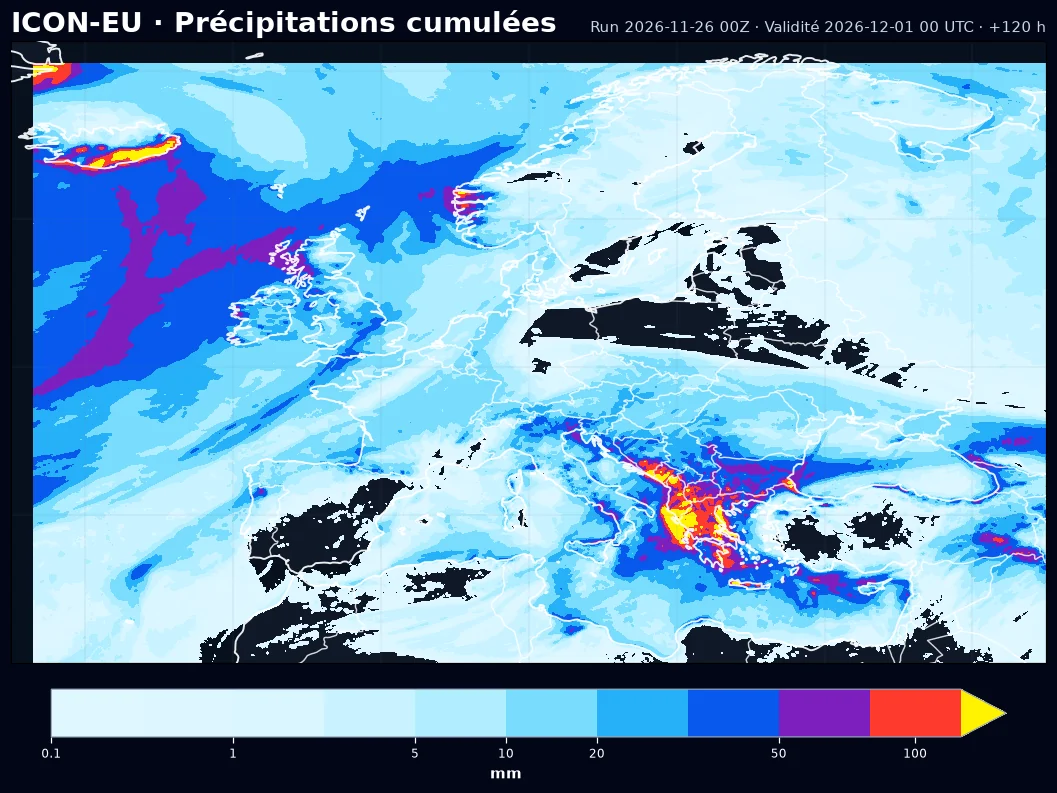 ICON-EU · Précipitations cumulées
Run 2026-11-26 00Z · Validité 2026-12-01 00 UTC · +120 h
0.1 1 5 10 20 50 100
mm